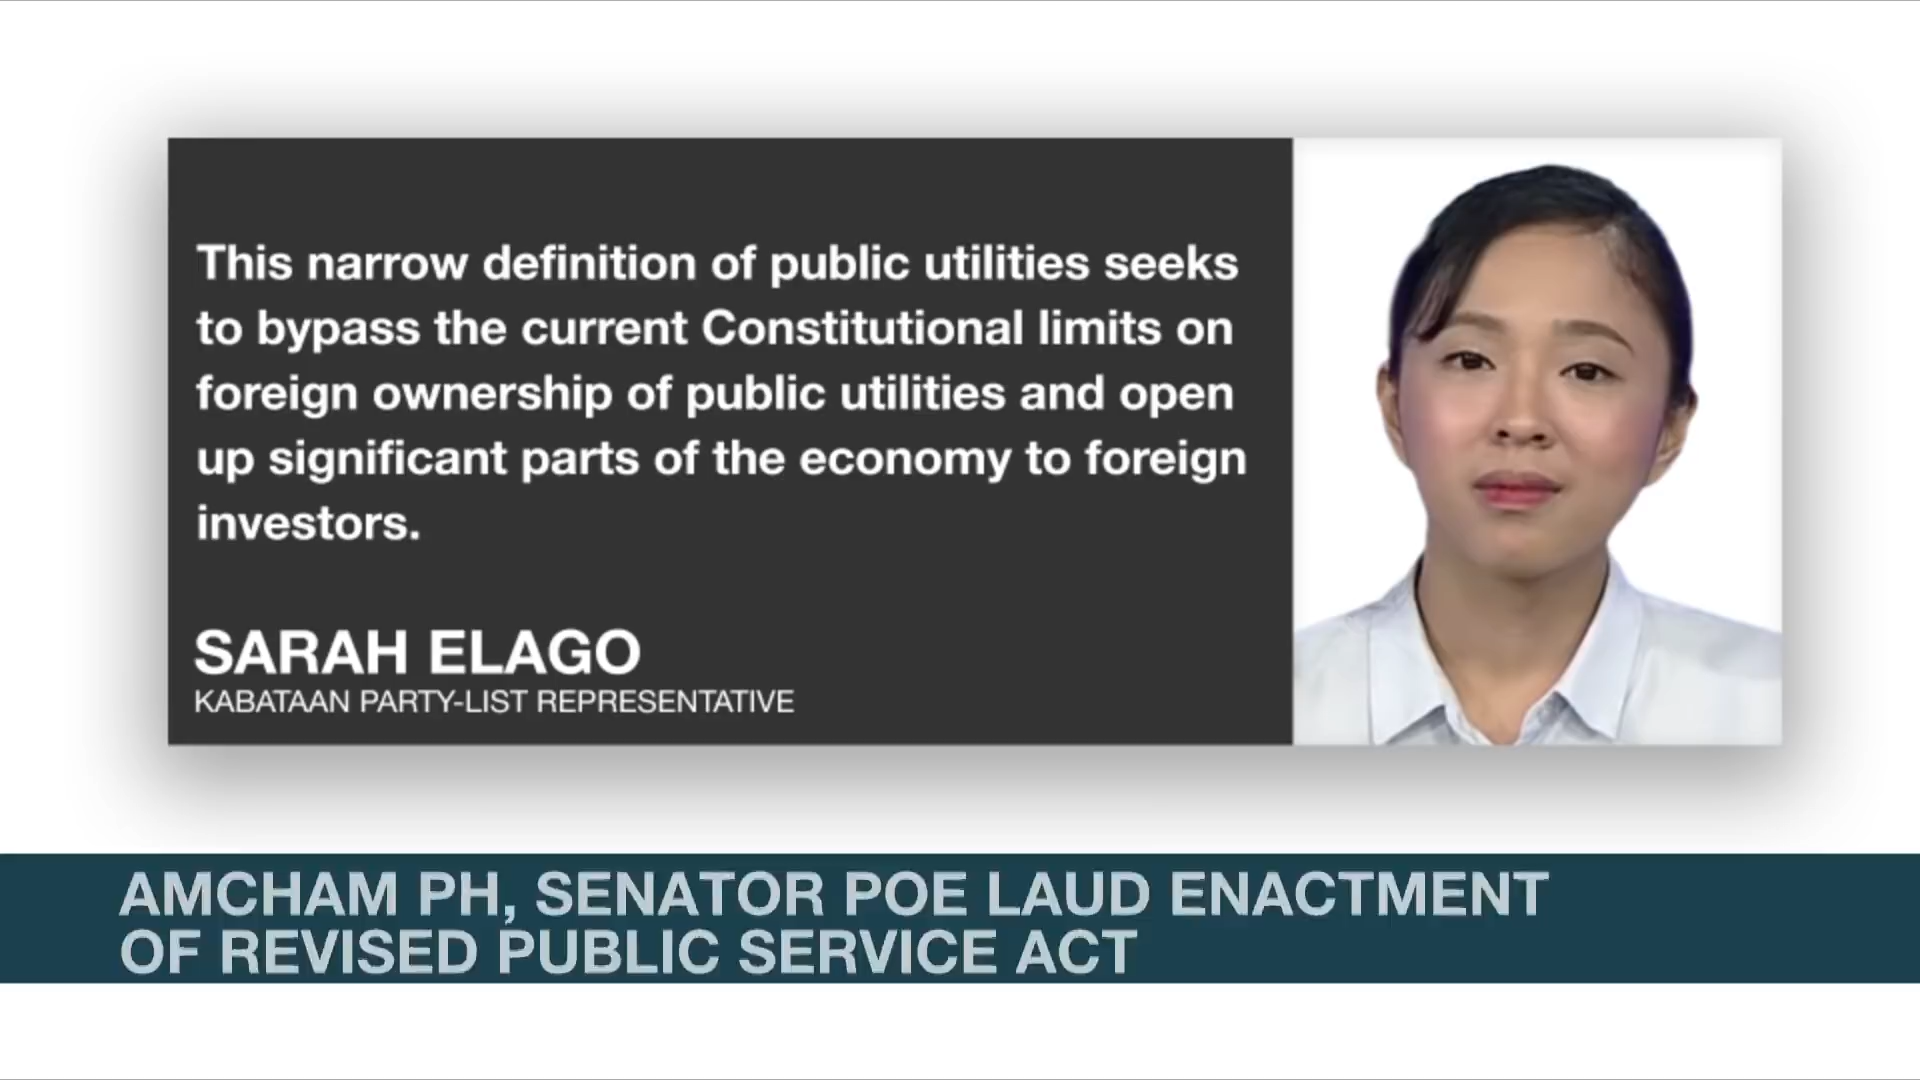 This narrow definition of public utilities seeks
to bypass the current Constitutional limits on
foreign ownership of public utilities and open
up significant parts of the economy to foreign
investors.
SARAH ELAGO
KABATAAN PARTY-LIST REPRESENTATIVE
AMCHAM PH, SENATOR POE LAUD ENACTMENT
OF REVISED PUBLIC SERVICE ACT